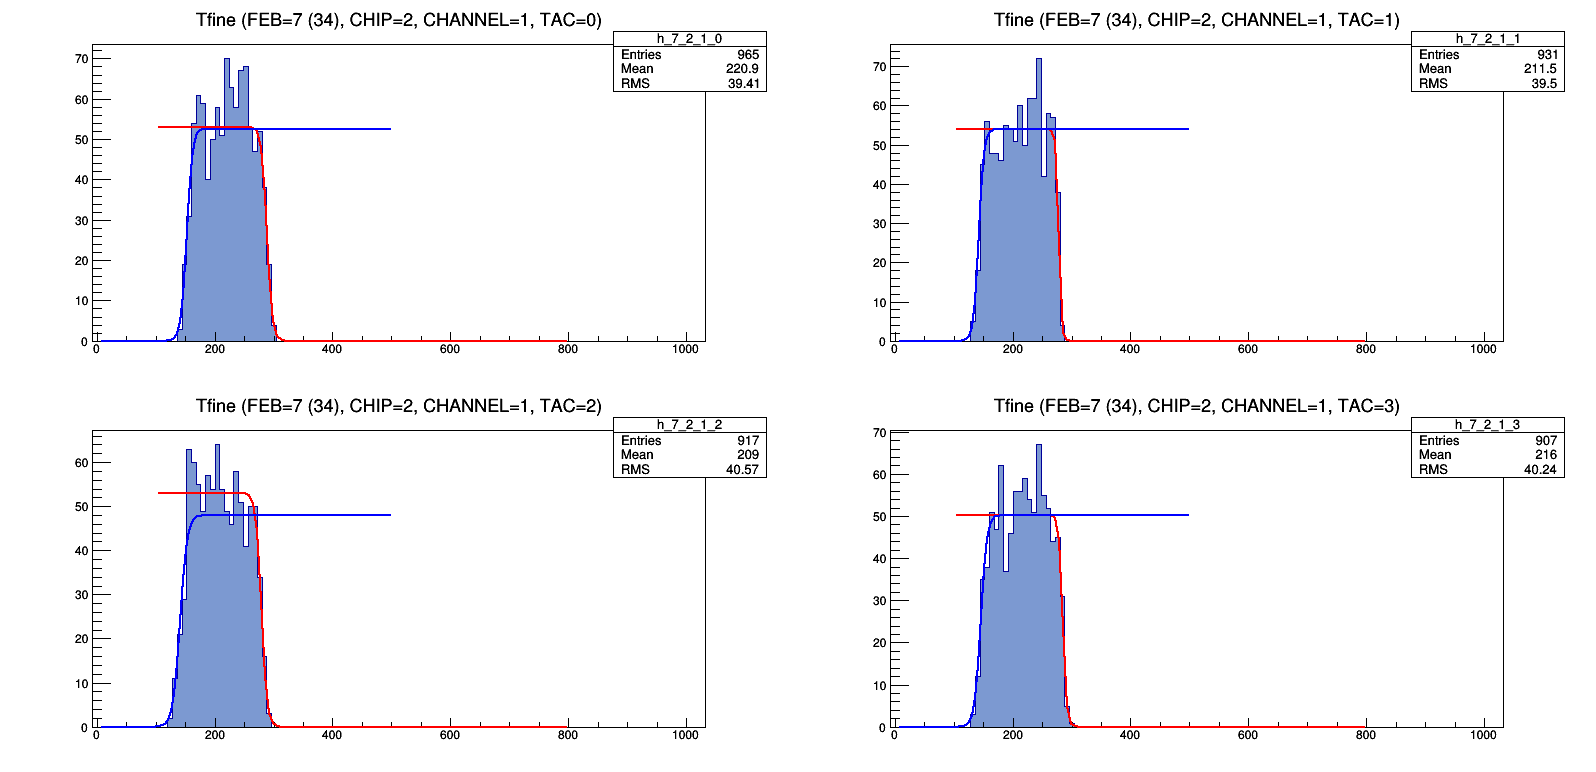 Tfine (FEB=7 (34), CHIP=2, CHANNEL=1, TAC=0)
h_7_2_1_0
Entries 965
Mean 220.9
RMS 39.41
70
60
50
40
30
20
10
0
0 200 400 600 800 1000
Tfine (FEB=7 (34), CHIP=2, CHANNEL=1, TAC=1)
h_7_2_1_1
Entries 931
Mean 211.5
RMS 39.5
70
60
50
40
30
20
10
0
0 200 400 600 800 1000
Tfine (FEB=7 (34), CHIP=2, CHANNEL=1, TAC=2)
h_7_2_1_2
Entries 917
Mean 209
RMS 40.57
60
50
40
30
20
10
0
0 200 400 600 800 1000
Tfine (FEB=7 (34), CHIP=2, CHANNEL=1, TAC=3)
h_7_2_1_3
Entries 907
Mean 216
RMS 40.24
70
60
50
40
30
20
10
0
0 200 400 600 800 1000